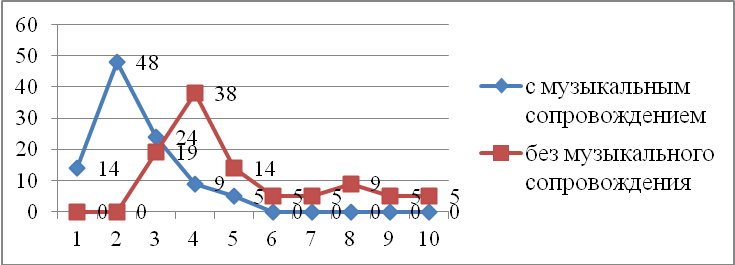 60
50
40
30
20
10
0
48
38
24
19
14
14
9
9
0 0 5 5 5 5 5
0 0 0 0 0
1 2 3 4 5 6 7 8 9 10
с музыкальным
сопровождением
без музыкального
сопровождения